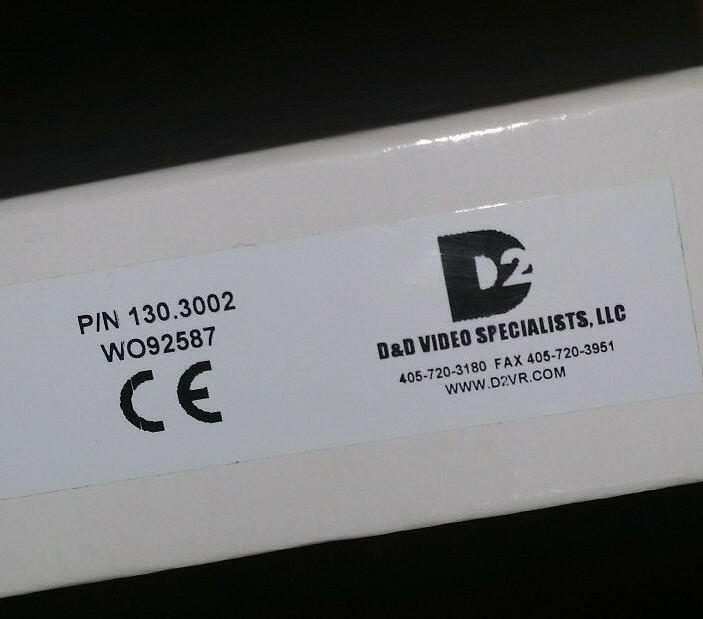 P/N 130.3002
WO92587
CE
D2
D&D VIDEO SPECIALISTS, LLC
405-720-3180 FAX 405-720-3951
WWW.D2VR.COM